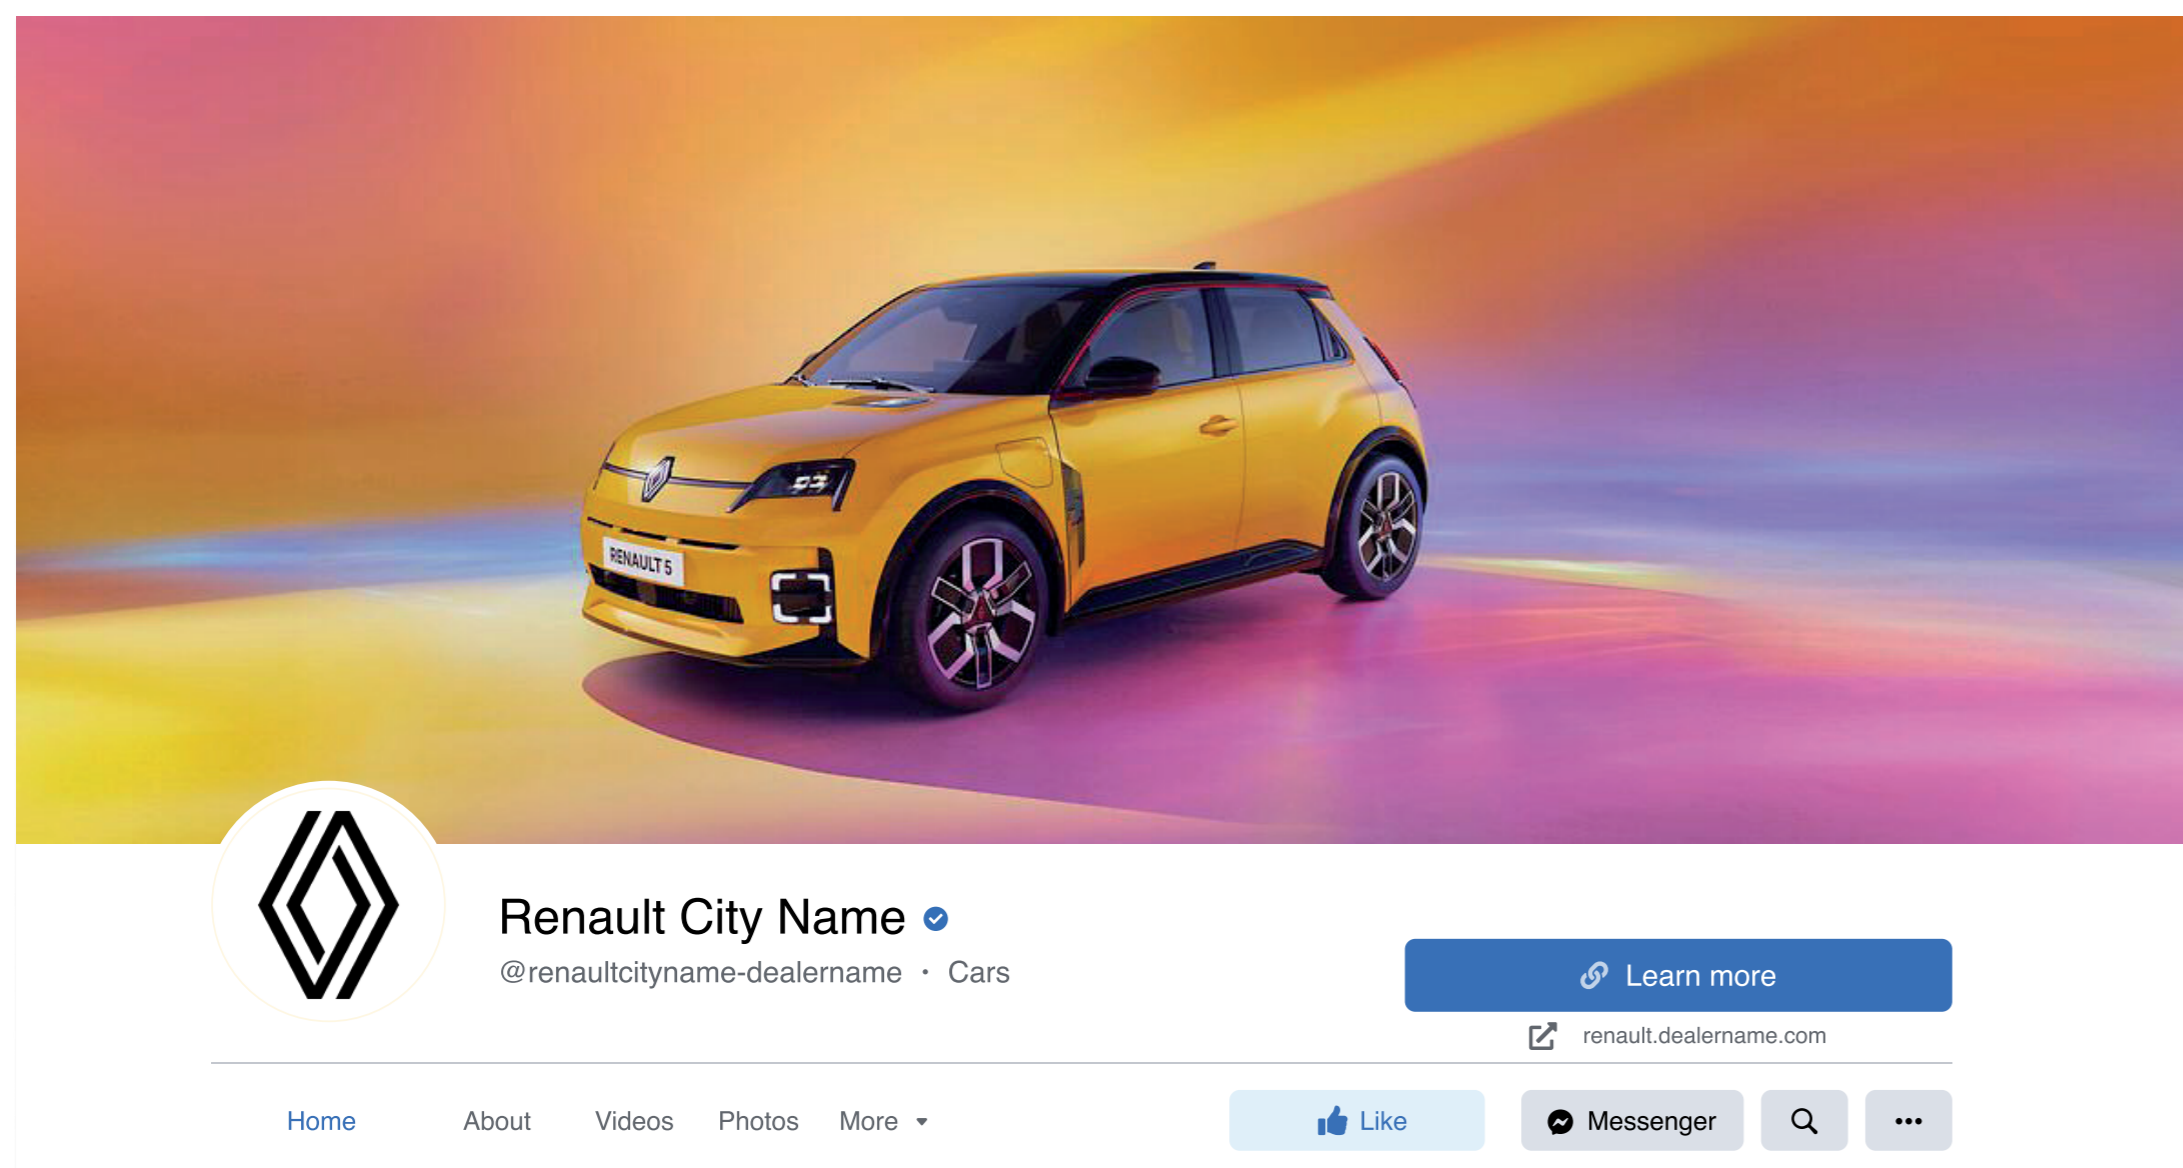 RENAULT 5
Renault City Name
@renaultcityname-dealername · Cars
Learn more
renault.dealername.com
Home About Videos Photos More
Like Messenger